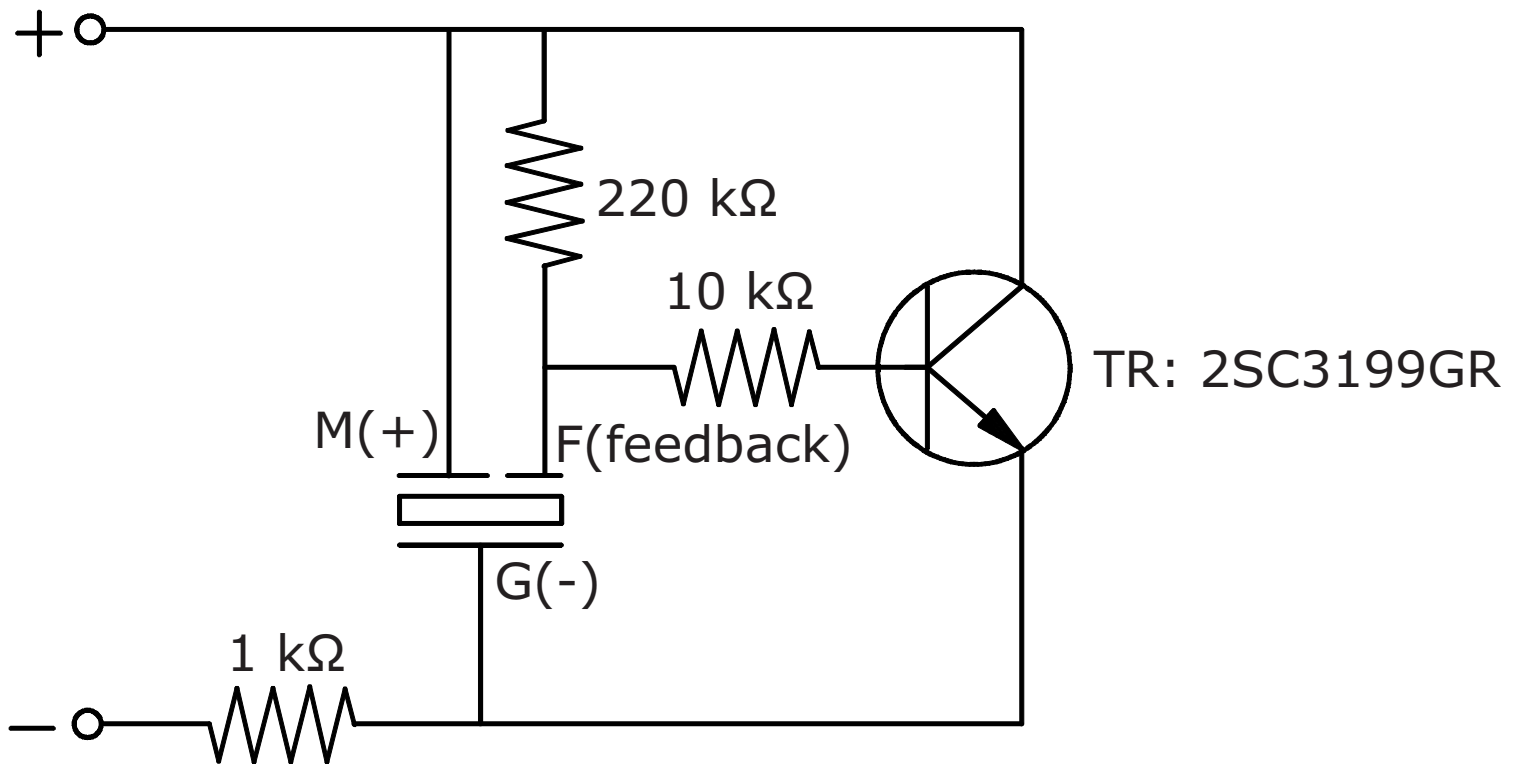 +
220 kΩ
10 kΩ
TR: 2SC3199GR
M(+)
F(feedback)
G(-)
1 kΩ
−